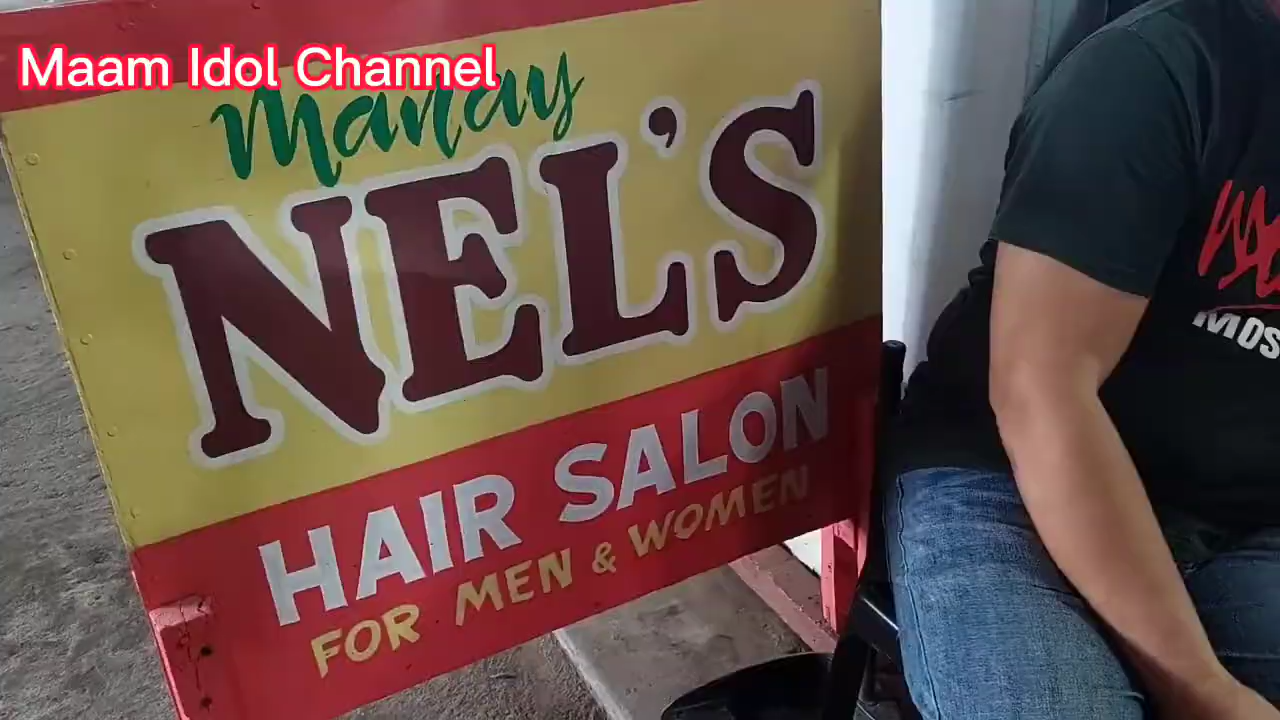 Maam Idol Channel
Manay
NEL'S
HAIR SALON
FOR MEN & WOMEN